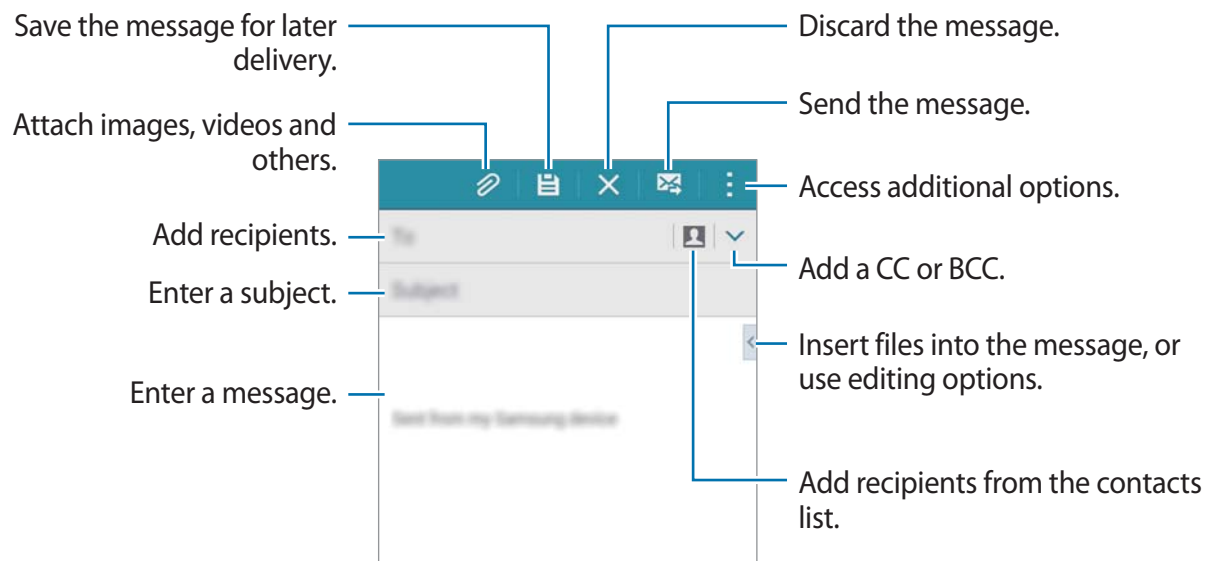 Save the message for later
delivery.
Attach images, videos and
others.
Add recipients.
Enter a subject.
Enter a message.
Discard the message.
Send the message.
Access additional options.
Add a CC or BCC.
Insert files into the message, or
use editing options.
Add recipients from the contacts
list.
To
Subject
Sent from my Samsung device